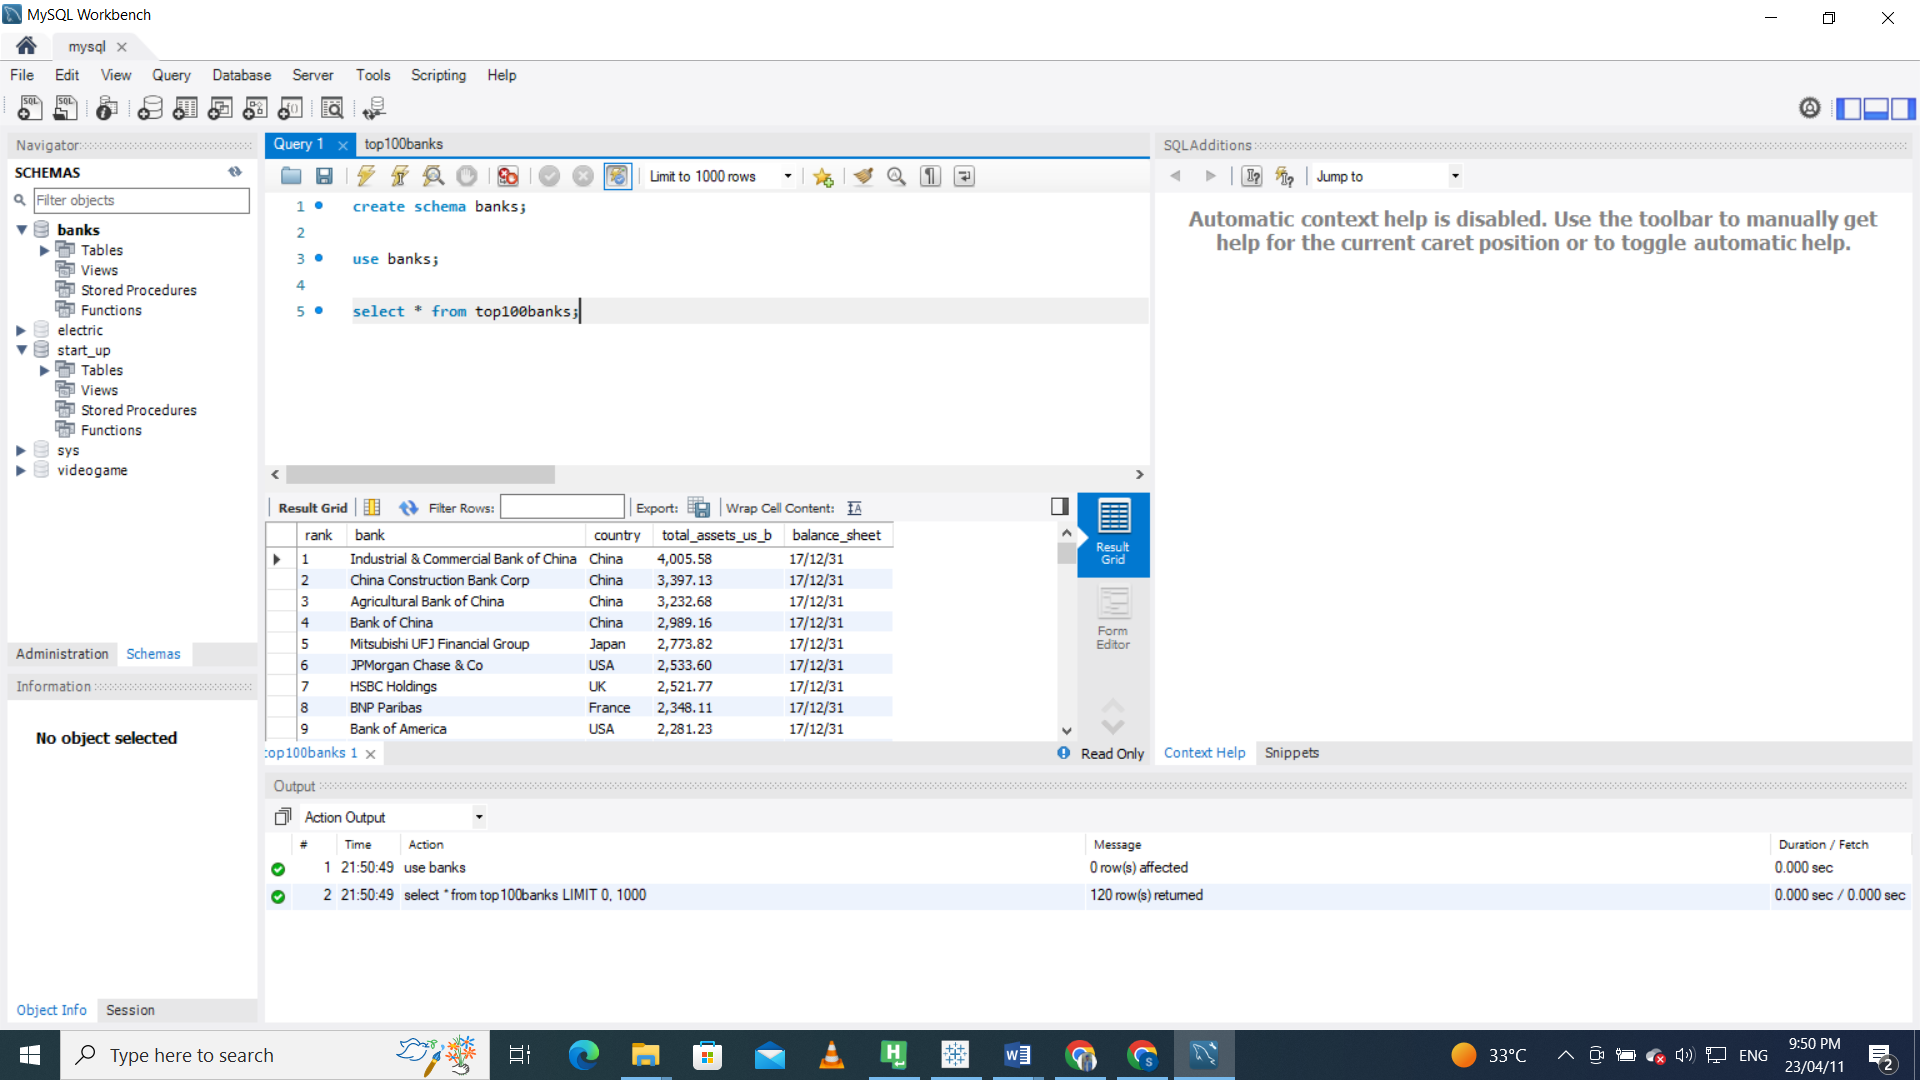 MySQL Workbench
mysql
File Edit View Query Database Server Tools Scripting Help
Navigator
SCHEMAS
Filter objects
banks
Tables
Views
Stored Procedures
Functions
electric
start_up
Tables
Views
Stored Procedures
Functions
sys
videogame
Administration Schemas
Information
No object selected
Object Info Session
Query 1 top100banks
Limit to 1000 rows
1 create schema banks;
2
3 use banks;
4
5 select * from top100banks;
Result Grid Filter Rows: Export: Wrap Cell Content:
rank bank country total_assets_us_b balance_sheet
1 Industrial & Commercial Bank of China China 4,005.58 17/12/31
2 China Construction Bank Corp China 3,397.13 17/12/31
3 Agricultural Bank of China China 3,232.68 17/12/31
4 Bank of China China 2,989.16 17/12/31
5 Mitsubishi UFJ Financial Group Japan 2,773.82 17/12/31
6 JPMorgan Chase & Co USA 2,533.60 17/12/31
7 HSBC Holdings UK 2,521.77 17/12/31
8 BNP Paribas France 2,348.11 17/12/31
9 Bank of America USA 2,281.23 17/12/31
Result
Grid
Form
Editor
top100banks 1
Read Only
SQLAdditions
Jump to
Automatic context help is disabled. Use the toolbar to manually get
help for the current caret position or to toggle automatic help.
Context Help Snippets
Output
Action Output
# Time Action Message Duration / Fetch
1 21:50:49 use banks 0 row(s) affected 0.000 sec
2 21:50:49 select * from top100banks LIMIT 0, 1000 120 row(s) returned 0.000 sec / 0.000 sec
Type here to search
33°C
ENG
9:50 PM
23/04/11
2